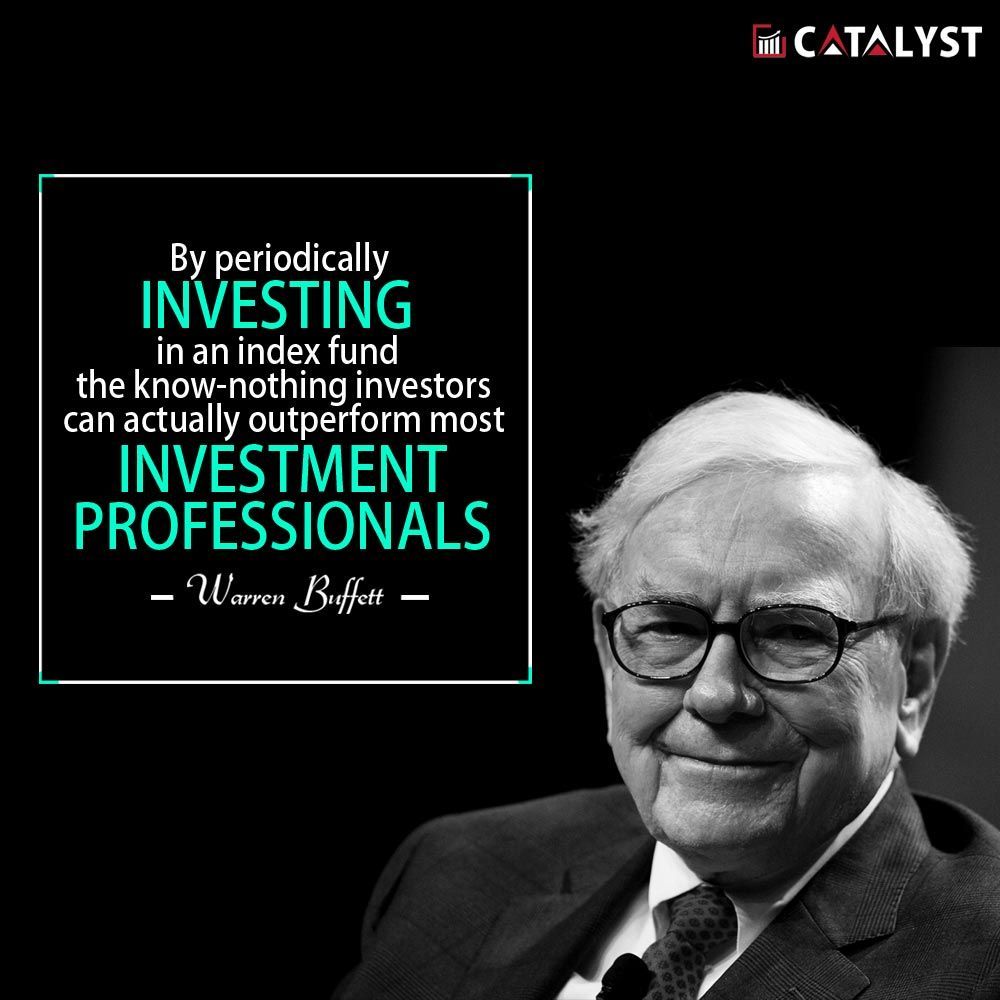 CATALYST
By periodically
INVESTING
in an index fund
the know-nothing investors
can actually outperform most
INVESTMENT
PROFESSIONALS
– Warren Buffett –